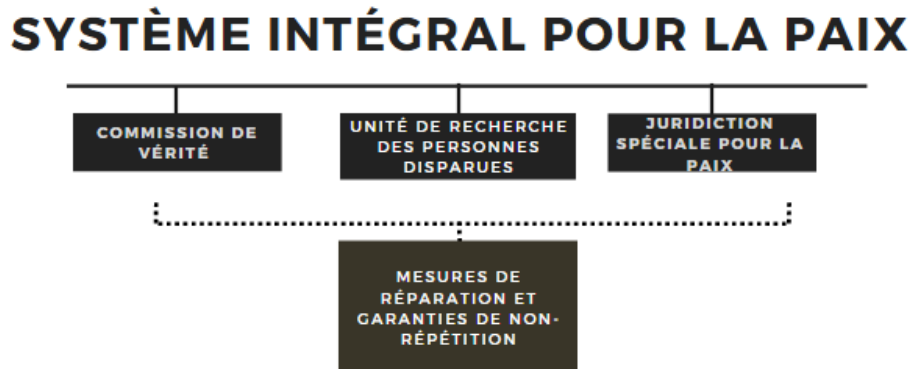 SYSTÈME INTÉGRAL POUR LA PAIX
COMMISSION DE
VÉRITÉ
UNITÉ DE RECHERCHE
DES PERSONNES
DISPARUES
JURIDICTION
SPÉCIALE POUR LA
PAIX
MESURES DE
RÉPARATION ET
GARANTIES DE NON-
RÉPÉTITION